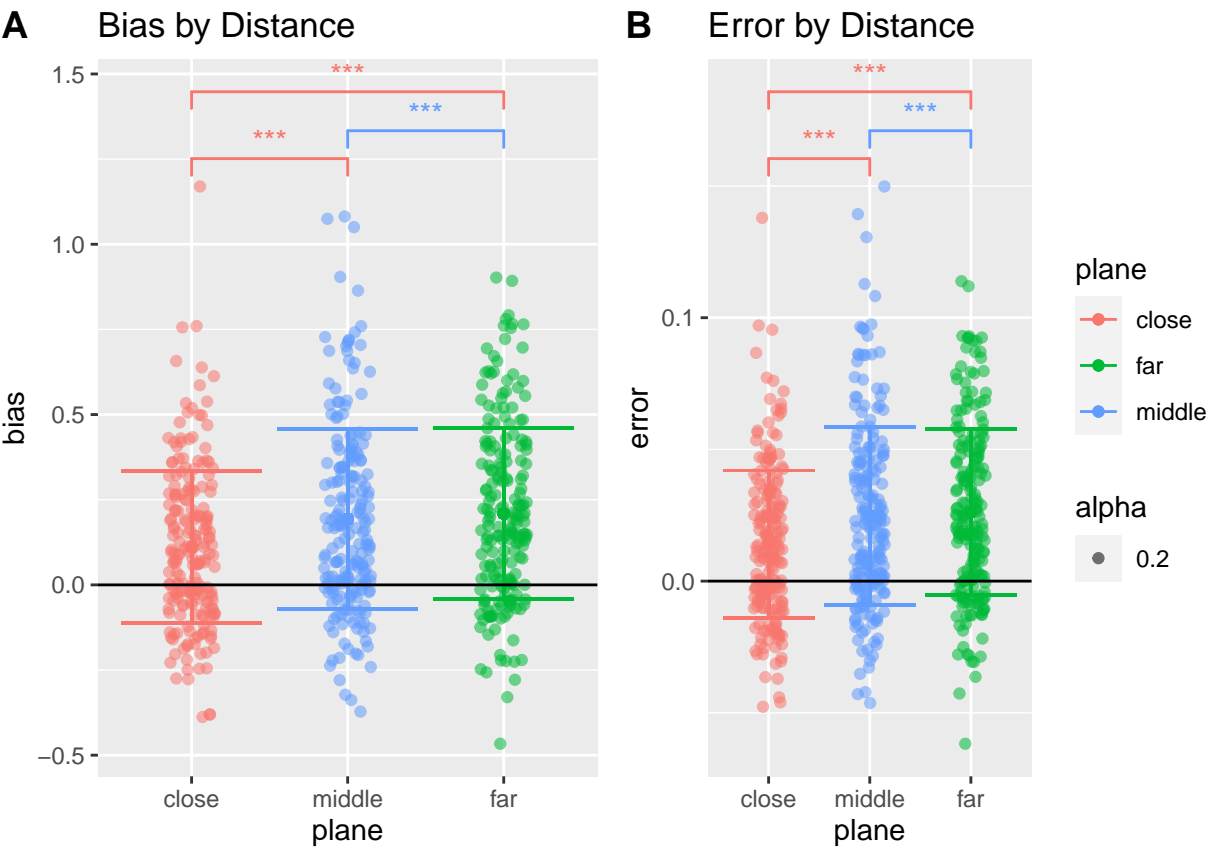 A Bias by Distance
1.5
1.0
0.5
0.0
−0.5
bias
***
***
***
close middle far
plane
B Error by Distance
0.1
0.0
error
***
***
***
close middle far
plane
plane
close
far
middle
alpha
0.2